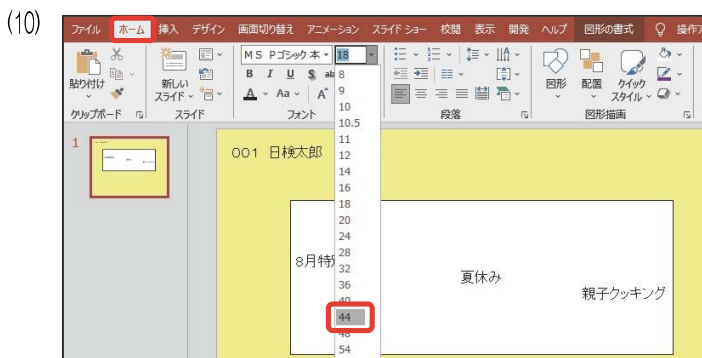 (10)
ファイル ホーム 挿入 デザイン 画面切り替え アニメーション スライド ショー 校閲 表示 開発 ヘルプ 図形の書式 操作ア
MS Pゴシック 本 18
B I U S ab
A Aa A
貼り付け
新しい
スライド
図形
配置
クイック
スタイル
クリップボード スライド フォント 段落 図形描画
8
9
10
10.5
11
12
14
16
18
20
24
28
32
36
40
44
48
54
1
001 日検太郎
8月特別
夏休み
親子クッキング